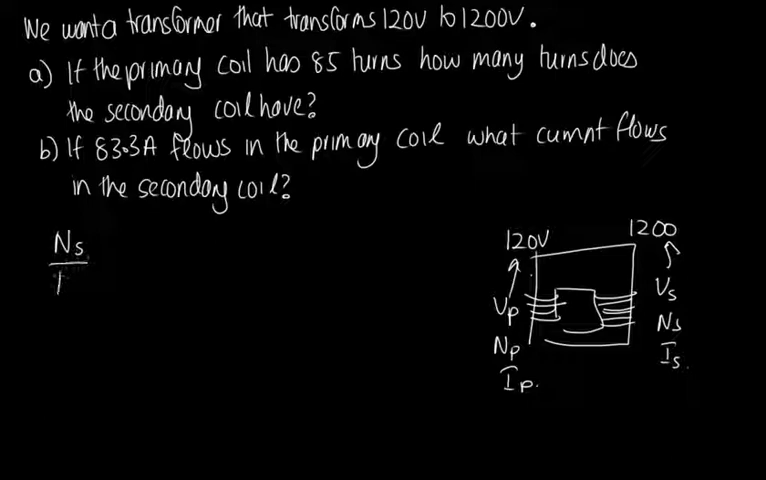 We want a transformer that transforms 120V to 1200V.
a) If the primary coil has 85 turns how many turns does
the secondary coil have?
b) If 83.3A flows in the primary coil what current flows
in the secondary coil?
Ns
120V
1200
Vp
Vs
Np
Ns
Ip.
Is.